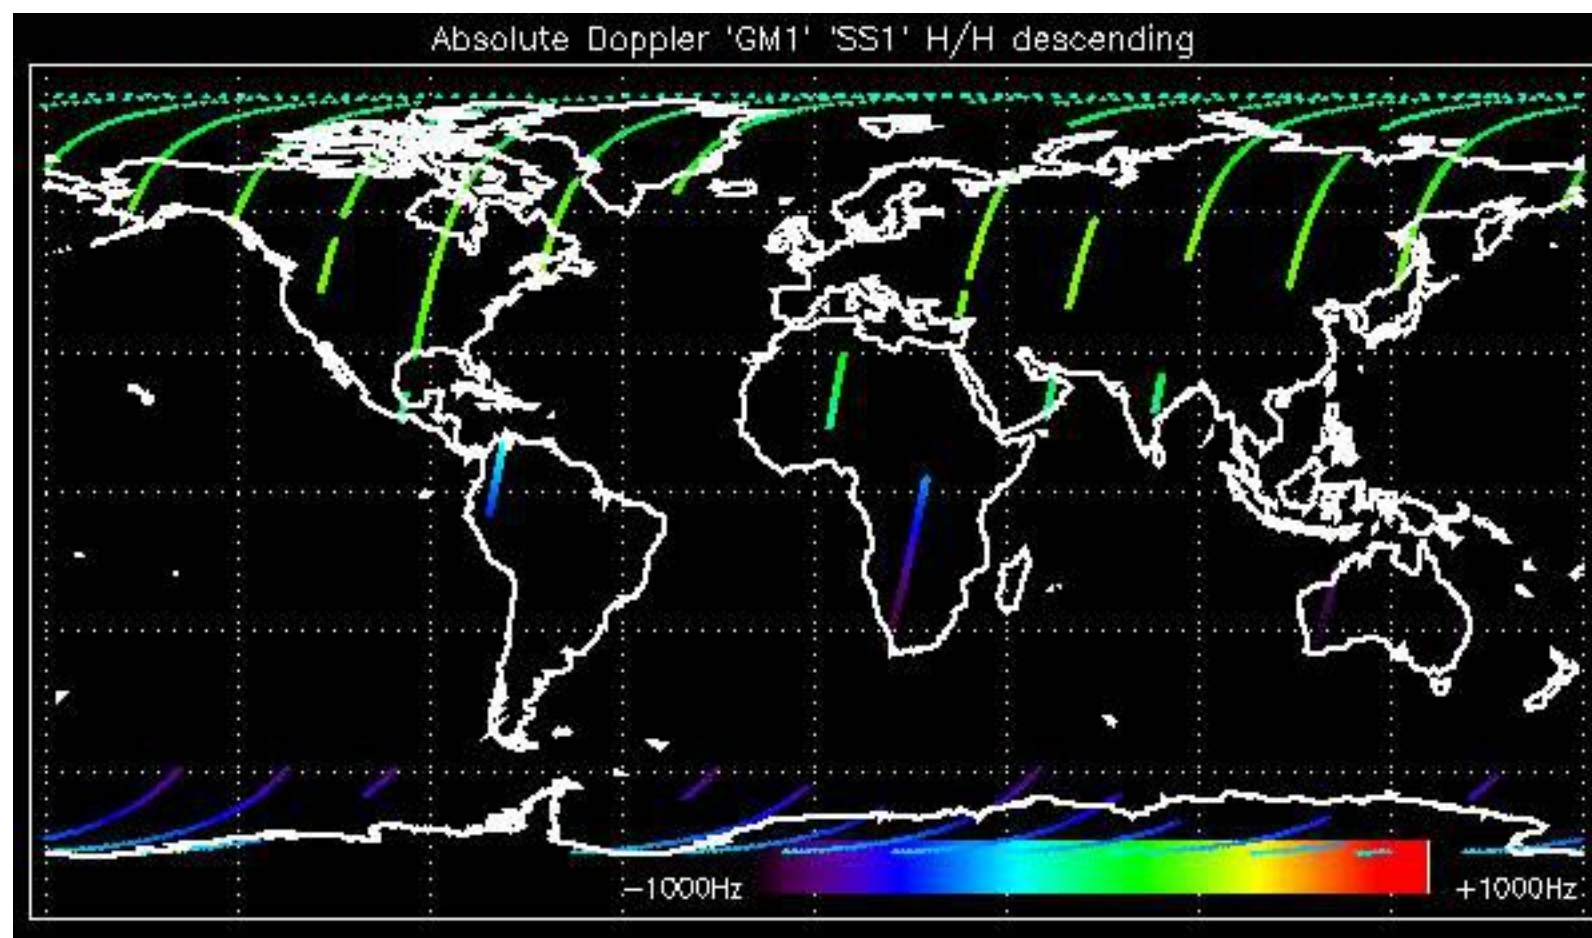 Absolute Doppler 'GM1' 'SS1' H/H descending
-1000Hz +1000Hz